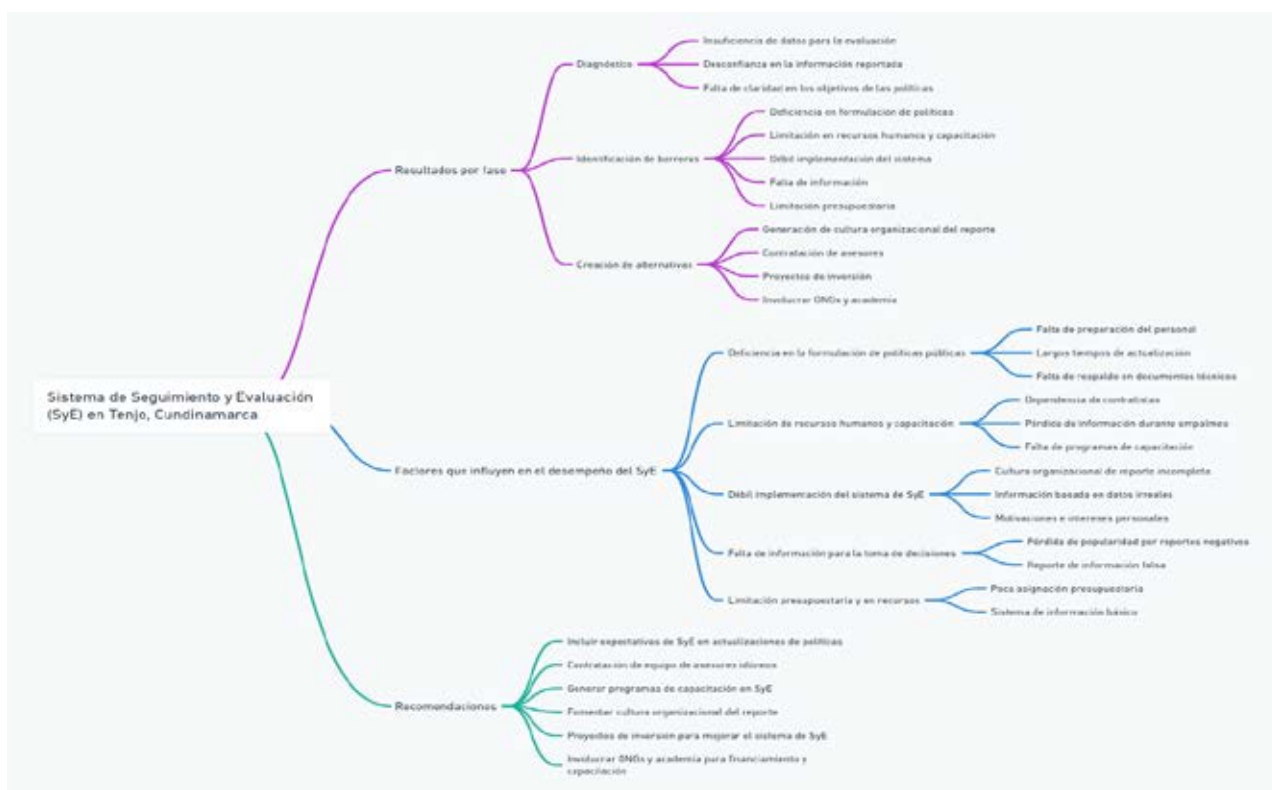 Sistema de Seguimiento y Evaluación
(SyE) en Tenjo, Cundinamarca
Resultados por fase
Diagnóstico
Insuficiencia de datos para la evaluación
Desconfianza en la información reportada
Falta de claridad en los objetivos de las políticas
Identificación de barreras
Deficiencia en formulación de políticas
Limitación en recursos humanos y capacitación
Débil implementación del sistema
Falta de información
Limitación presupuestaria
Creación de alternativas
Generación de cultura organizacional del reporte
Contratación de asesores
Proyectos de inversión
Involucrar ONGs y academia
Factores que influyen en el desempeño del SyE
Deficiencia en la formulación de políticas públicas
Falta de preparación del personal
Largos tiempos de actualización
Falta de respaldo en documentos técnicos
Limitación de recursos humanos y capacitación
Dependencia de contratistas
Pérdida de información durante empalmes
Falta de programas de capacitación
Débil implementación del sistema de SyE
Cultura organizacional de reporte incompleta
Información basada en datos irreales
Motivaciones e intereses personales
Falta de información para la toma de decisiones
Pérdida de popularidad por reportes negativos
Reporte de información falsa
Limitación presupuestaria y en recursos
Poca asignación presupuestaria
Sistema de información básico
Recomendaciones
Incluir expectativas de SyE en actualizaciones de políticas
Contratación de equipo de asesores idóneos
Generar programas de capacitación en SyE
Fomentar cultura organizacional del reporte
Proyectos de inversión para mejorar el sistema de SyE
Involucrar ONGs y academia para financiamiento y
capacitación